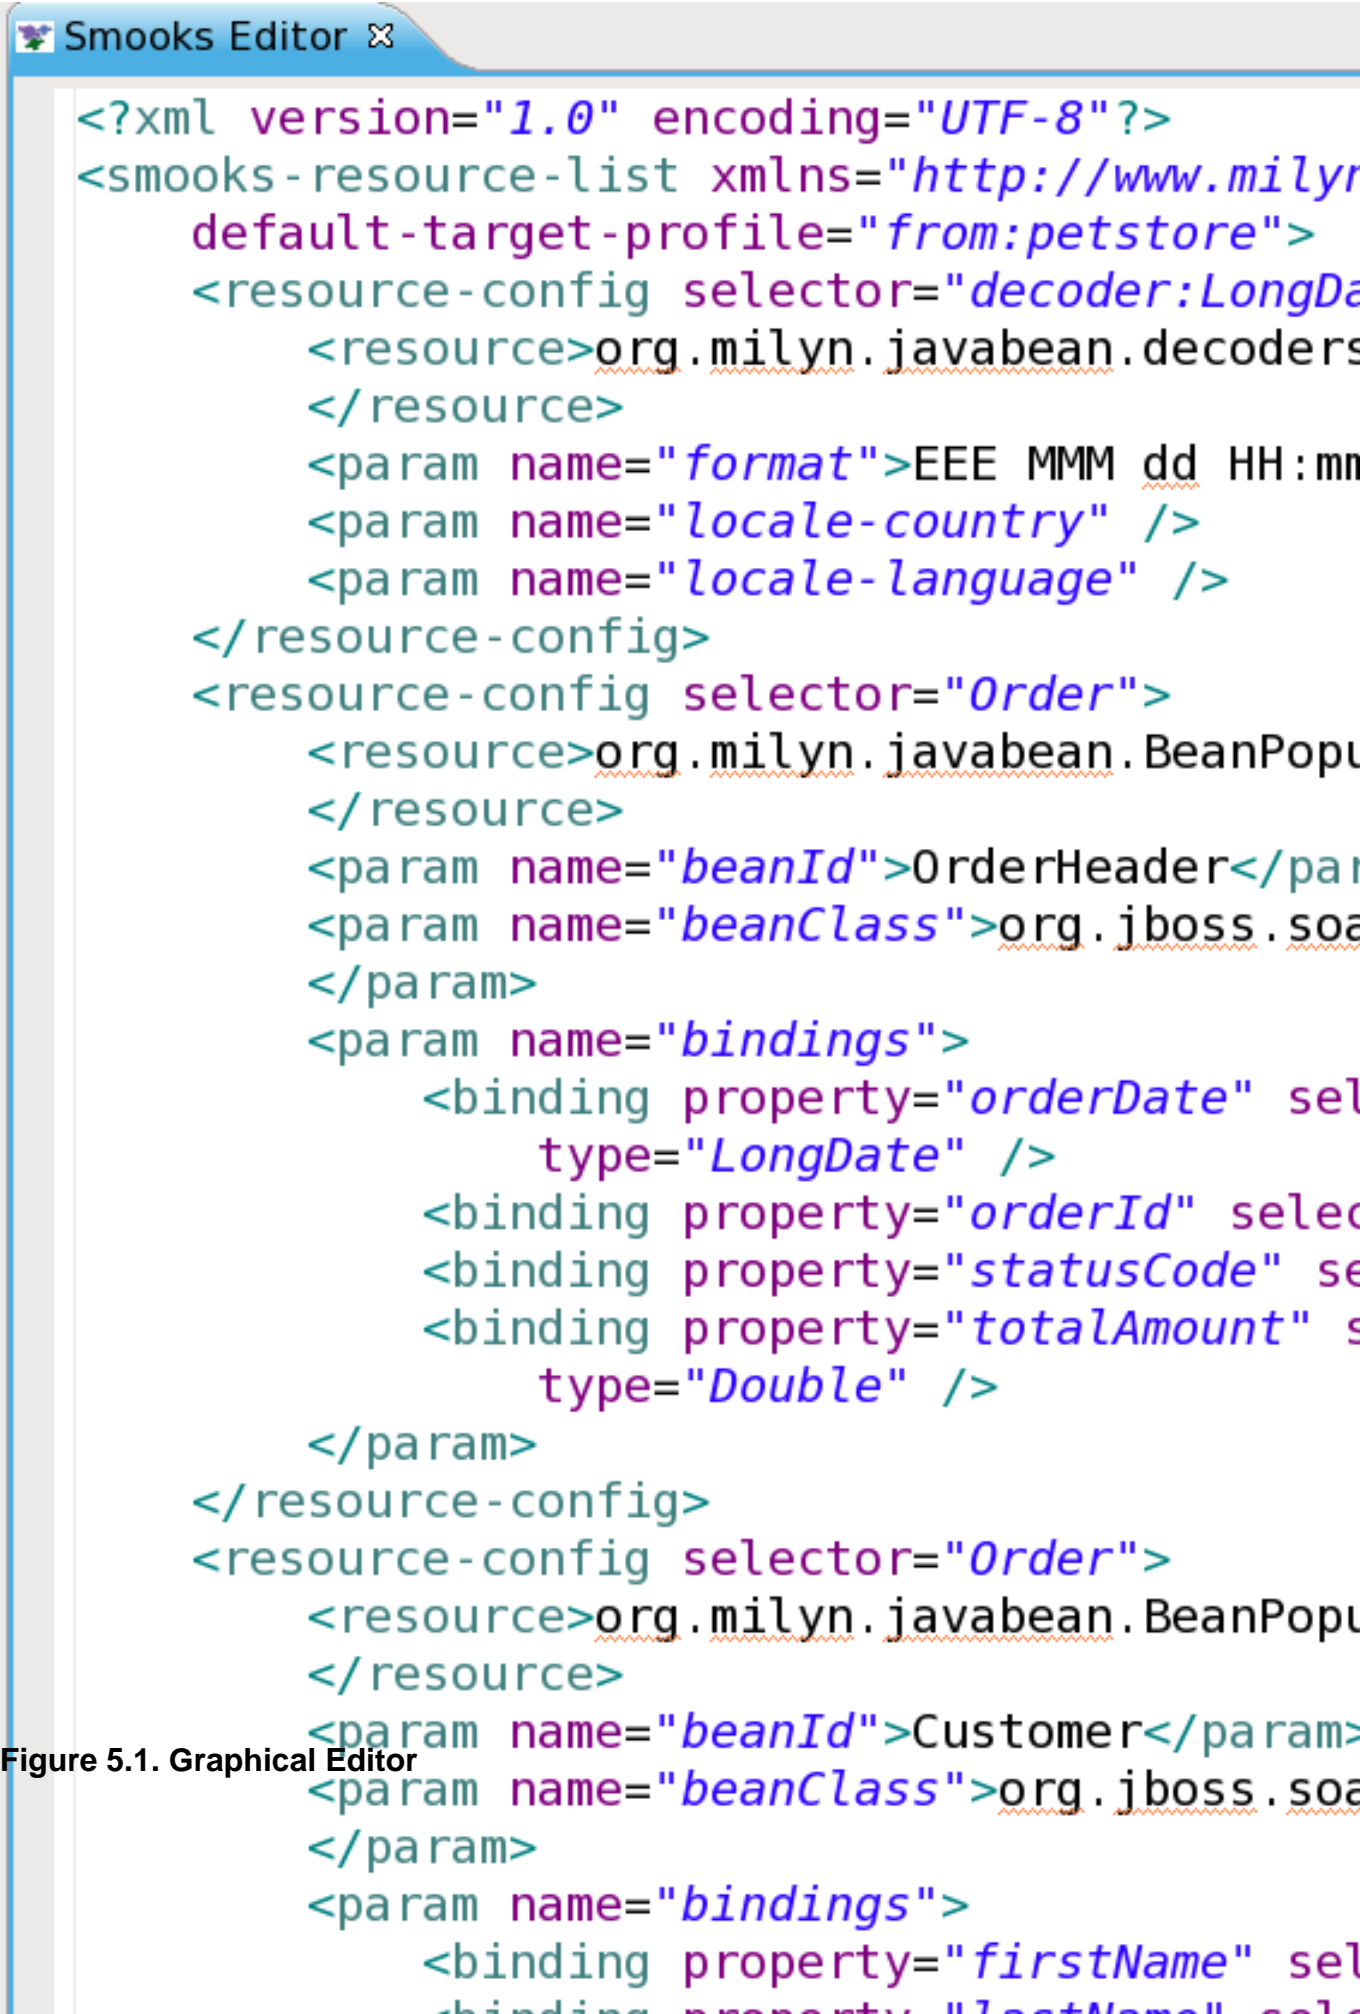 Smooks Editor
<?xml version="1.0" encoding="UTF-8"?>
<smooks-resource-list xmlns="http://www.milyn
default-target-profile="from:petstore">
<resource-config selector="decoder:LongDa
<resource>org.milyn.javabean.decoders
</resource>
<param name="format">EEE MMM dd HH:mm
<param name="locale-country" />
<param name="locale-language" />
</resource-config>
<resource-config selector="Order">
<resource>org.milyn.javabean.BeanPopu
</resource>
<param name="beanId">OrderHeader</par
<param name="beanClass">org.jboss.soa
</param>
<param name="bindings">
<binding property="orderDate" sel
type="LongDate" />
<binding property="orderId" selec
<binding property="statusCode" se
<binding property="totalAmount" s
type="Double" />
</param>
</resource-config>
<resource-config selector="Order">
<resource>org.milyn.javabean.BeanPopu
</resource>
<param name="beanId">Customer</param>
Figure 5.1. Graphical Editor
<param name="beanClass">org.jboss.soa
</param>
<param name="bindings">
<binding property="firstName" sel
<binding property="lastName" sele